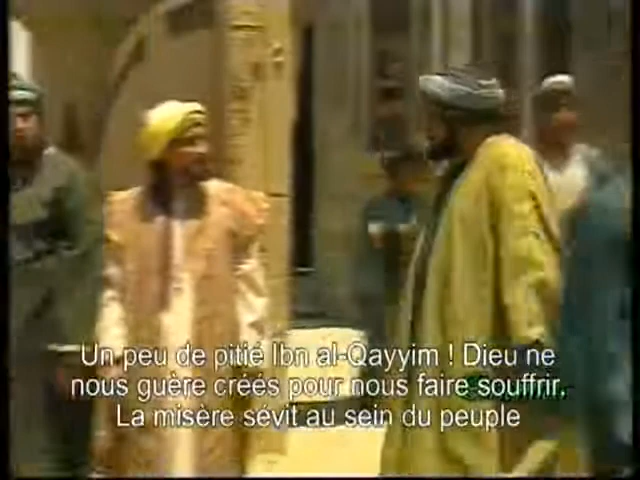 Un peu de pitié Ibn al-Qayyim ! Dieu ne
nous guère créés pour nous faire souffrir.
La misère sévit au sein du peuple